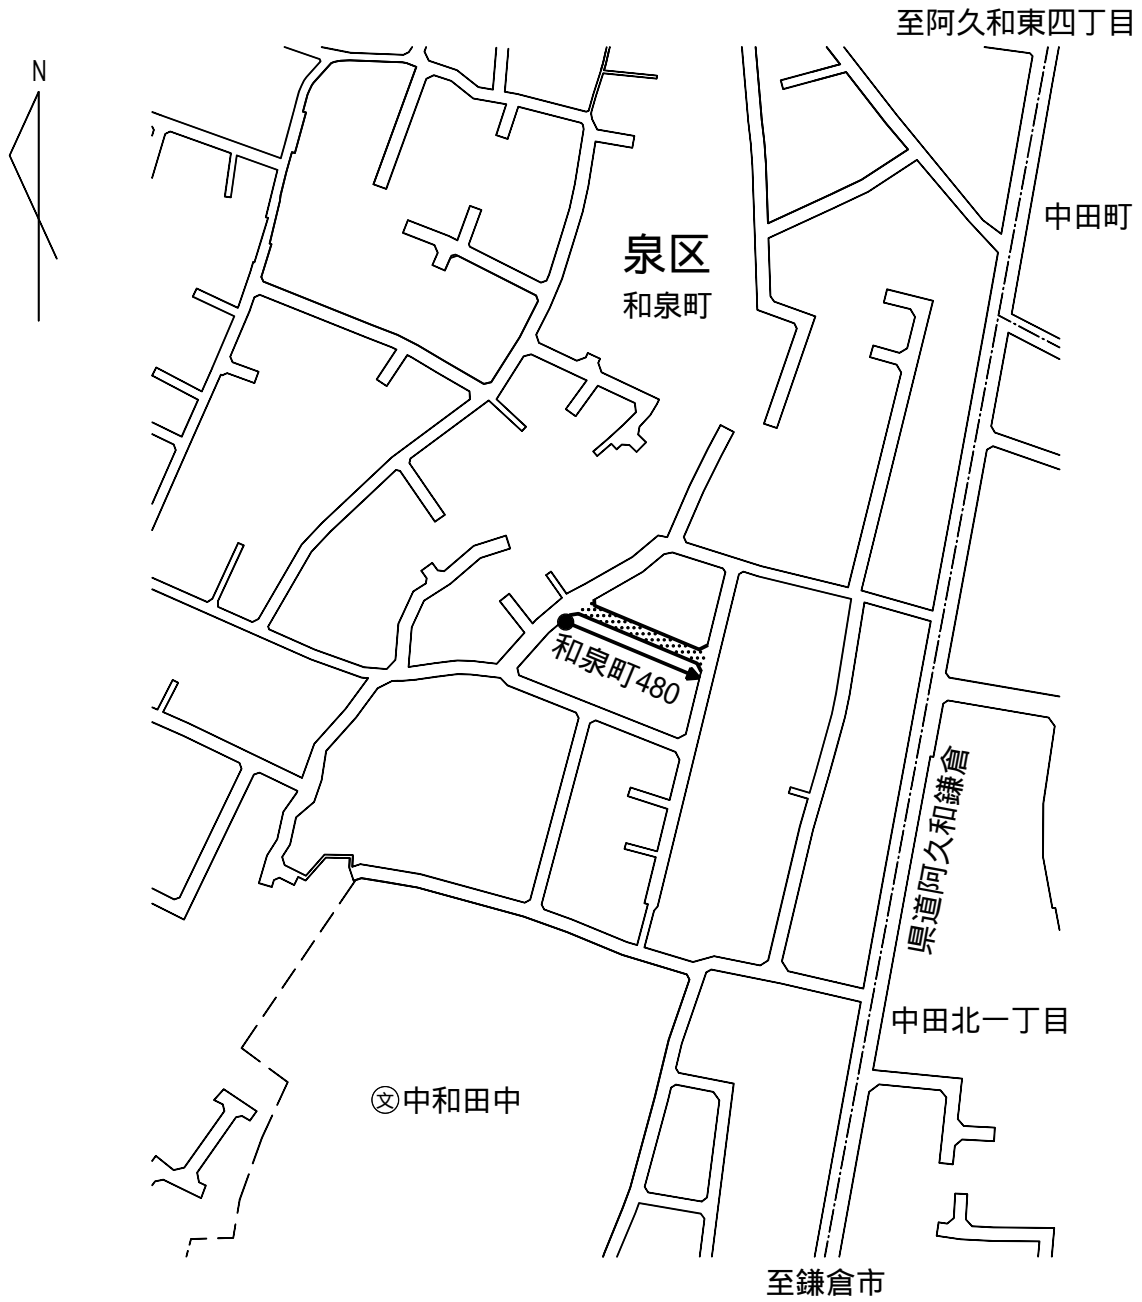 至阿久和東四丁目
N
中田町
泉区
和泉町
和泉町480
県道阿久和鎌倉
中田北一丁目
文中和田中
至鎌倉市